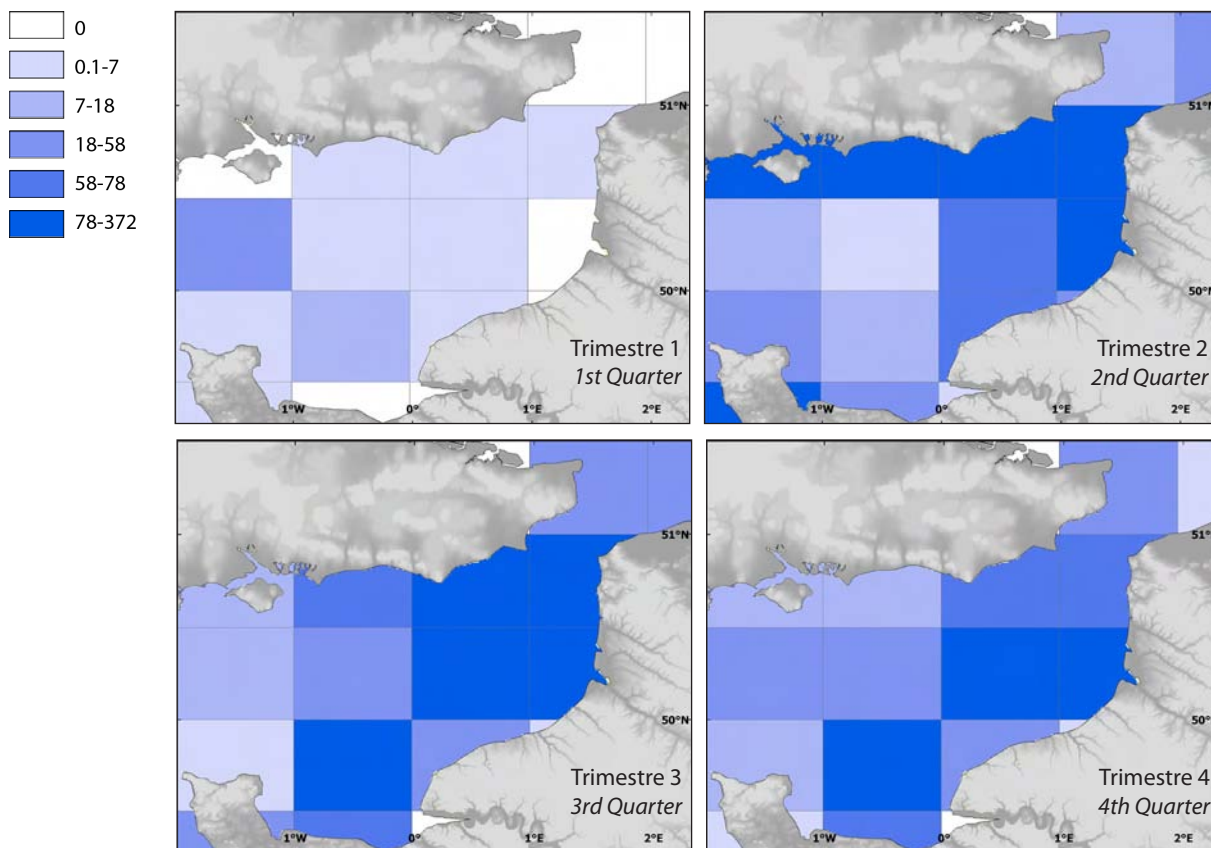 0
0.1-7
7-18
18-58
58-78
78-372
51°N
50°N
Trimestre 1
1st Quarter
1°W
0°
1°E
2°E
51°N
50°N
Trimestre 2
2nd Quarter
1°W
0°
1°E
2°E
51°N
50°N
Trimestre 3
3rd Quarter
1°W
0°
1°E
2°E
51°N
50°N
Trimestre 4
4th Quarter
1°W
0°
1°E
2°E